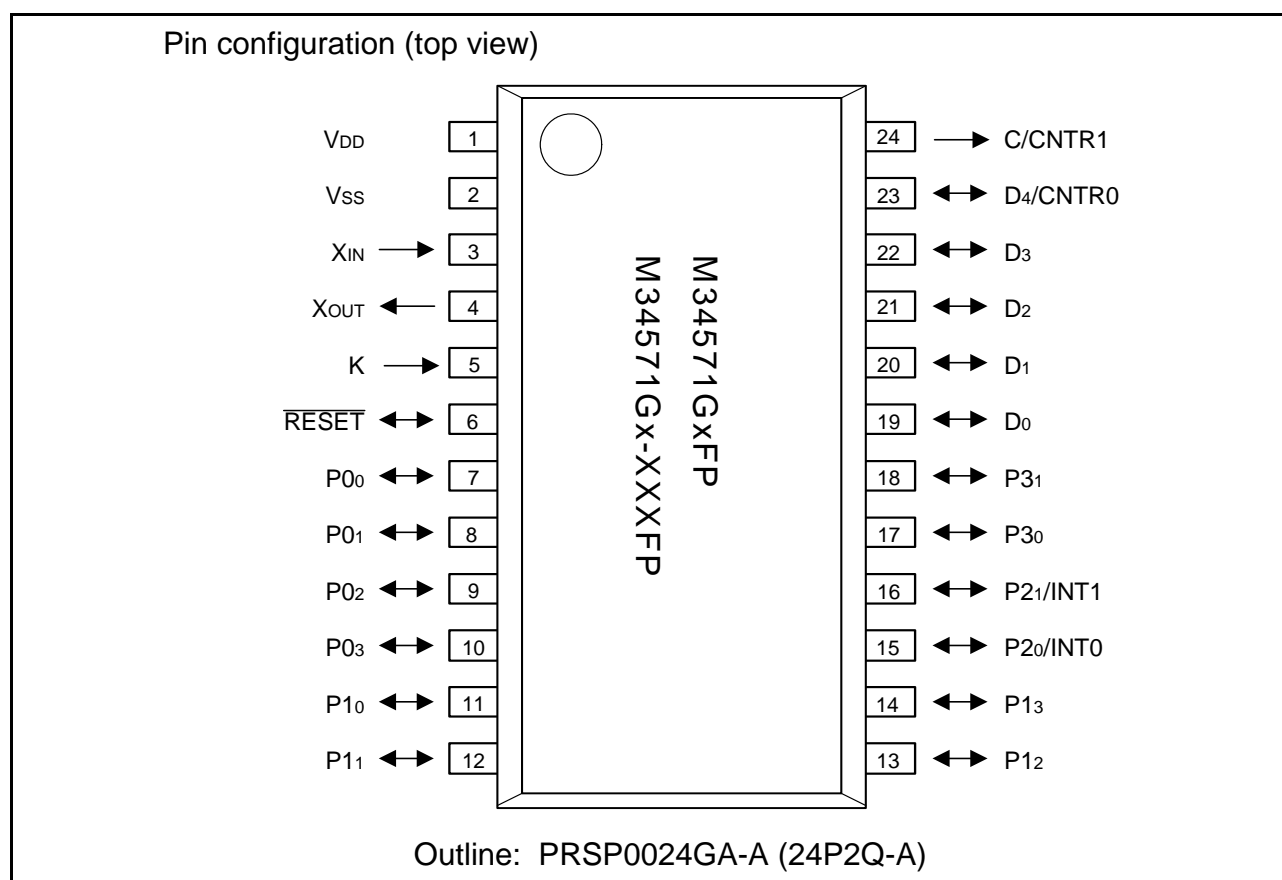 Pin configuration (top view)
VDD 1
VSS 2
XIN 3
XOUT 4
K 5
RESET 6
P00 7
P01 8
P02 9
P03 10
P10 11
P11 12
M34571GxFP
M34571Gx-XXXFP
24 C/CNTR1
23 D4/CNTR0
22 D3
21 D2
20 D1
19 D0
18 P31
17 P30
16 P21/INT1
15 P20/INT0
14 P13
13 P12
Outline: PRSP0024GA-A (24P2Q-A)